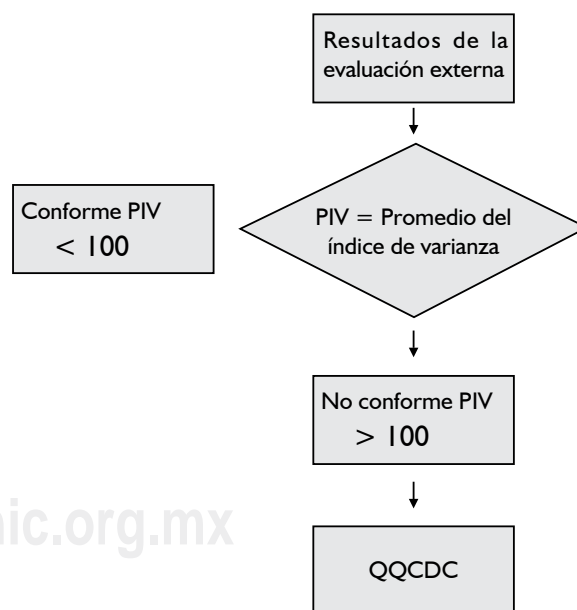 Resultados de la
evaluación externa
Conforme PIV
< 100
PIV = Promedio del
índice de varianza
No conforme PIV
> 100
nic.org.mx
QQCDC